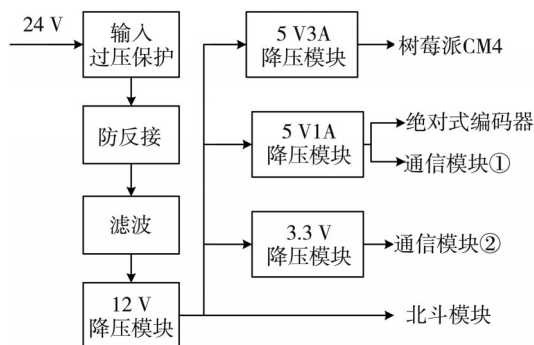 24 V
输入
过压保护
防反接
滤波
12 V
降压模块
5 V3A
降压模块
树莓派CM4
5 V1A
降压模块
绝对式编码器
通信模块①
3.3 V
降压模块
通信模块②
北斗模块